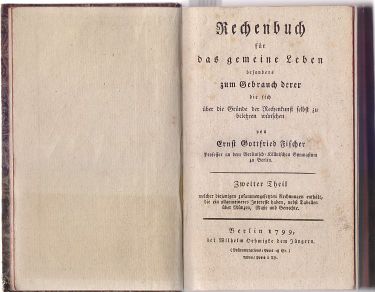 Rechenbuch
für
das gemeine Leben
besonders
zum Gebrauch derer
die sich
über die Gründe der Rechenkunst selbst zu
belehren wünschen
von
Ernst Gottfried Fischer
Professor an dem Berlinisch-Köllnischen Gymnasium
zu Berlin.
Zweiter Theil
welcher diejenigen zusammengesetzten Rechnungen enthält,
die ein allgemeineres Interesse haben, nebst Tabellen
über Münzen, Maße und Gewichte.
Berlin 1799,
bei Wilhelm Oehmigke dem Jüngern.